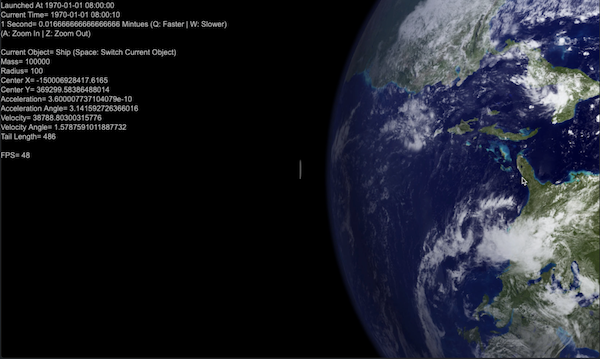 Launched At 1970-01-01 08:00:00
Current Time= 1970-01-01 08:00:10
1 Second= 0.016666666666666666 Mintues (Q: Faster | W: Slower)
(A: Zoom In | Z: Zoom Out)
Current Object= Ship (Space: Switch Current Object)
Mass= 100000
Radius= 100
Center X= -150006928417.6165
Center Y= 369299.58386488014
Acceleration= 3.600007737104079e-10
Acceleration Angle= 3.141592726366016
Velocity= 38788.80300315776
Velocity Angle= 1.5787591011887732
Tail Length= 486
FPS= 48